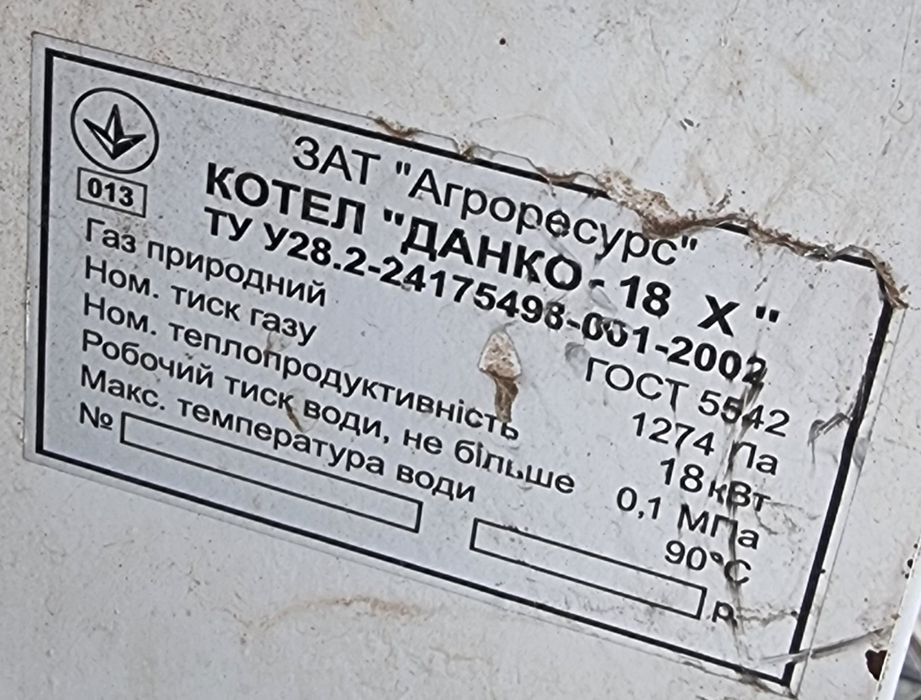 013
ЗАТ "Агроресурс"
КОТЕЛ "ДАНКО - 18 Х "
ТУ У28.2-24175498-001-2002
Газ природний ГОСТ 5542
Ном. тиск газу 1274 Па
Ном. теплопродуктивність 18 кВт
Робочий тиск води, не більше 0,1 МПа
Макс. температура води 90°С
№ р.